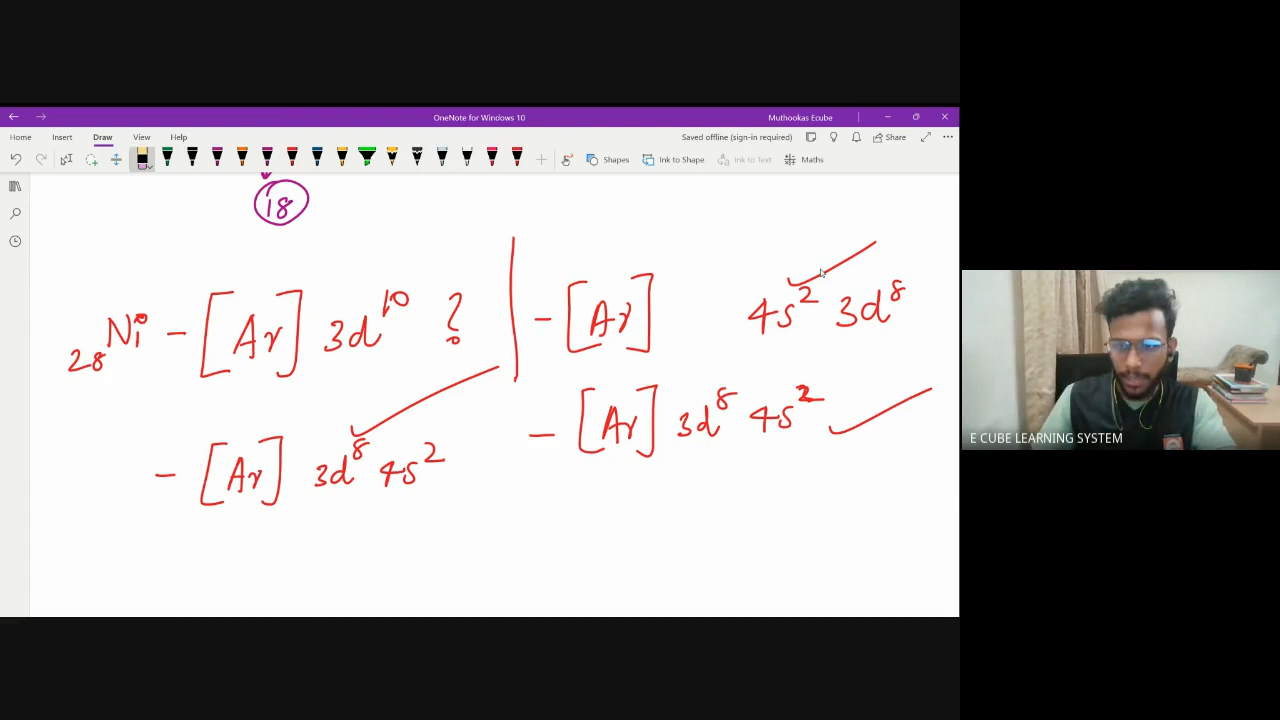 OneNote for Windows 10
Muthookas Ecube
Home Insert Draw View Help
Saved offline (sign-in required) Share
Shapes Ink to Shape Ink to Text Maths
18
₂₈Ni – [Ar] 3d¹⁰ ?
– [Ar] 3d⁸ 4s²
– [Ar] 4s² 3d⁸
– [Ar] 3d⁸ 4s²
E CUBE LEARNING SYSTEM